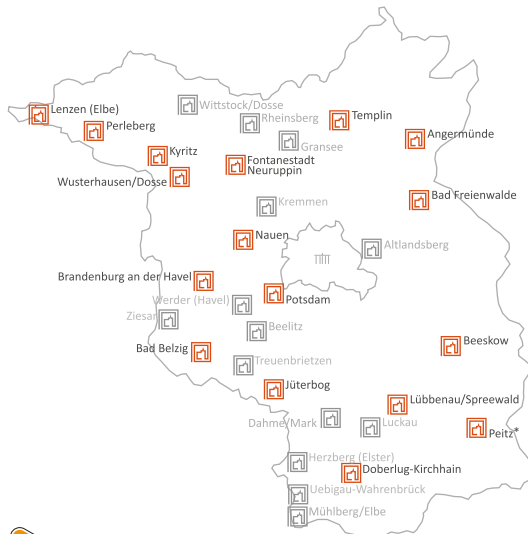 Wittstock/Dosse
Lenzen (Elbe)
Rheinsberg
Templin
Perleberg
Angermünde
Gransee
Kyritz
Fontanestadt
Neuruppin
Wusterhausen/Dosse
Bad Freienwalde
Kremmen
Nauen
Altlandsberg
Brandenburg an der Havel
Werder (Havel)
Potsdam
Ziesar
Beelitz
Bad Belzig
Beeskow
Treuenbrietzen
Jüterbog
Lübbenau/Spreewald
Dahme/Mark
Luckau
Peitz*
Herzberg (Elster)
Doberlug-Kirchhain
Uebigau-Wahrenbrück
Mühlberg/Elbe